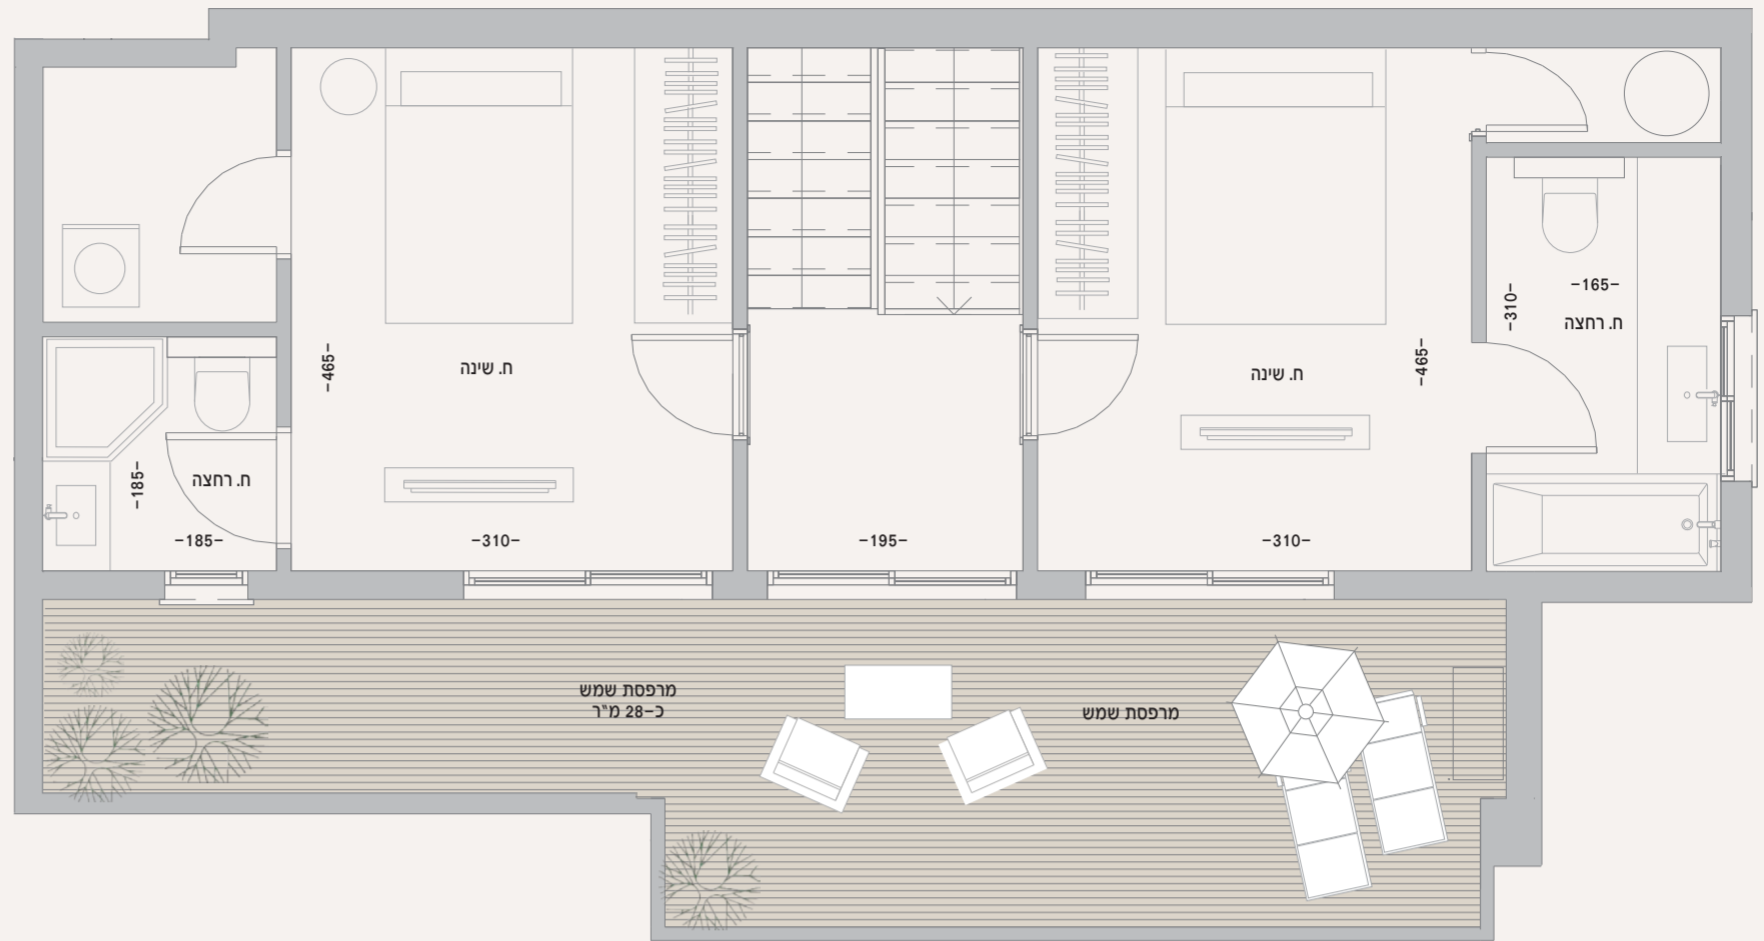 -165-
-310-
ח. רחצה
-465-
ח. שינה
-310-
-195-
-465-
ח. שינה
-310-
ח. רחצה
-185-
-185-
מרפסת שמש
מרפסת שמש
כ-28 מ"ר